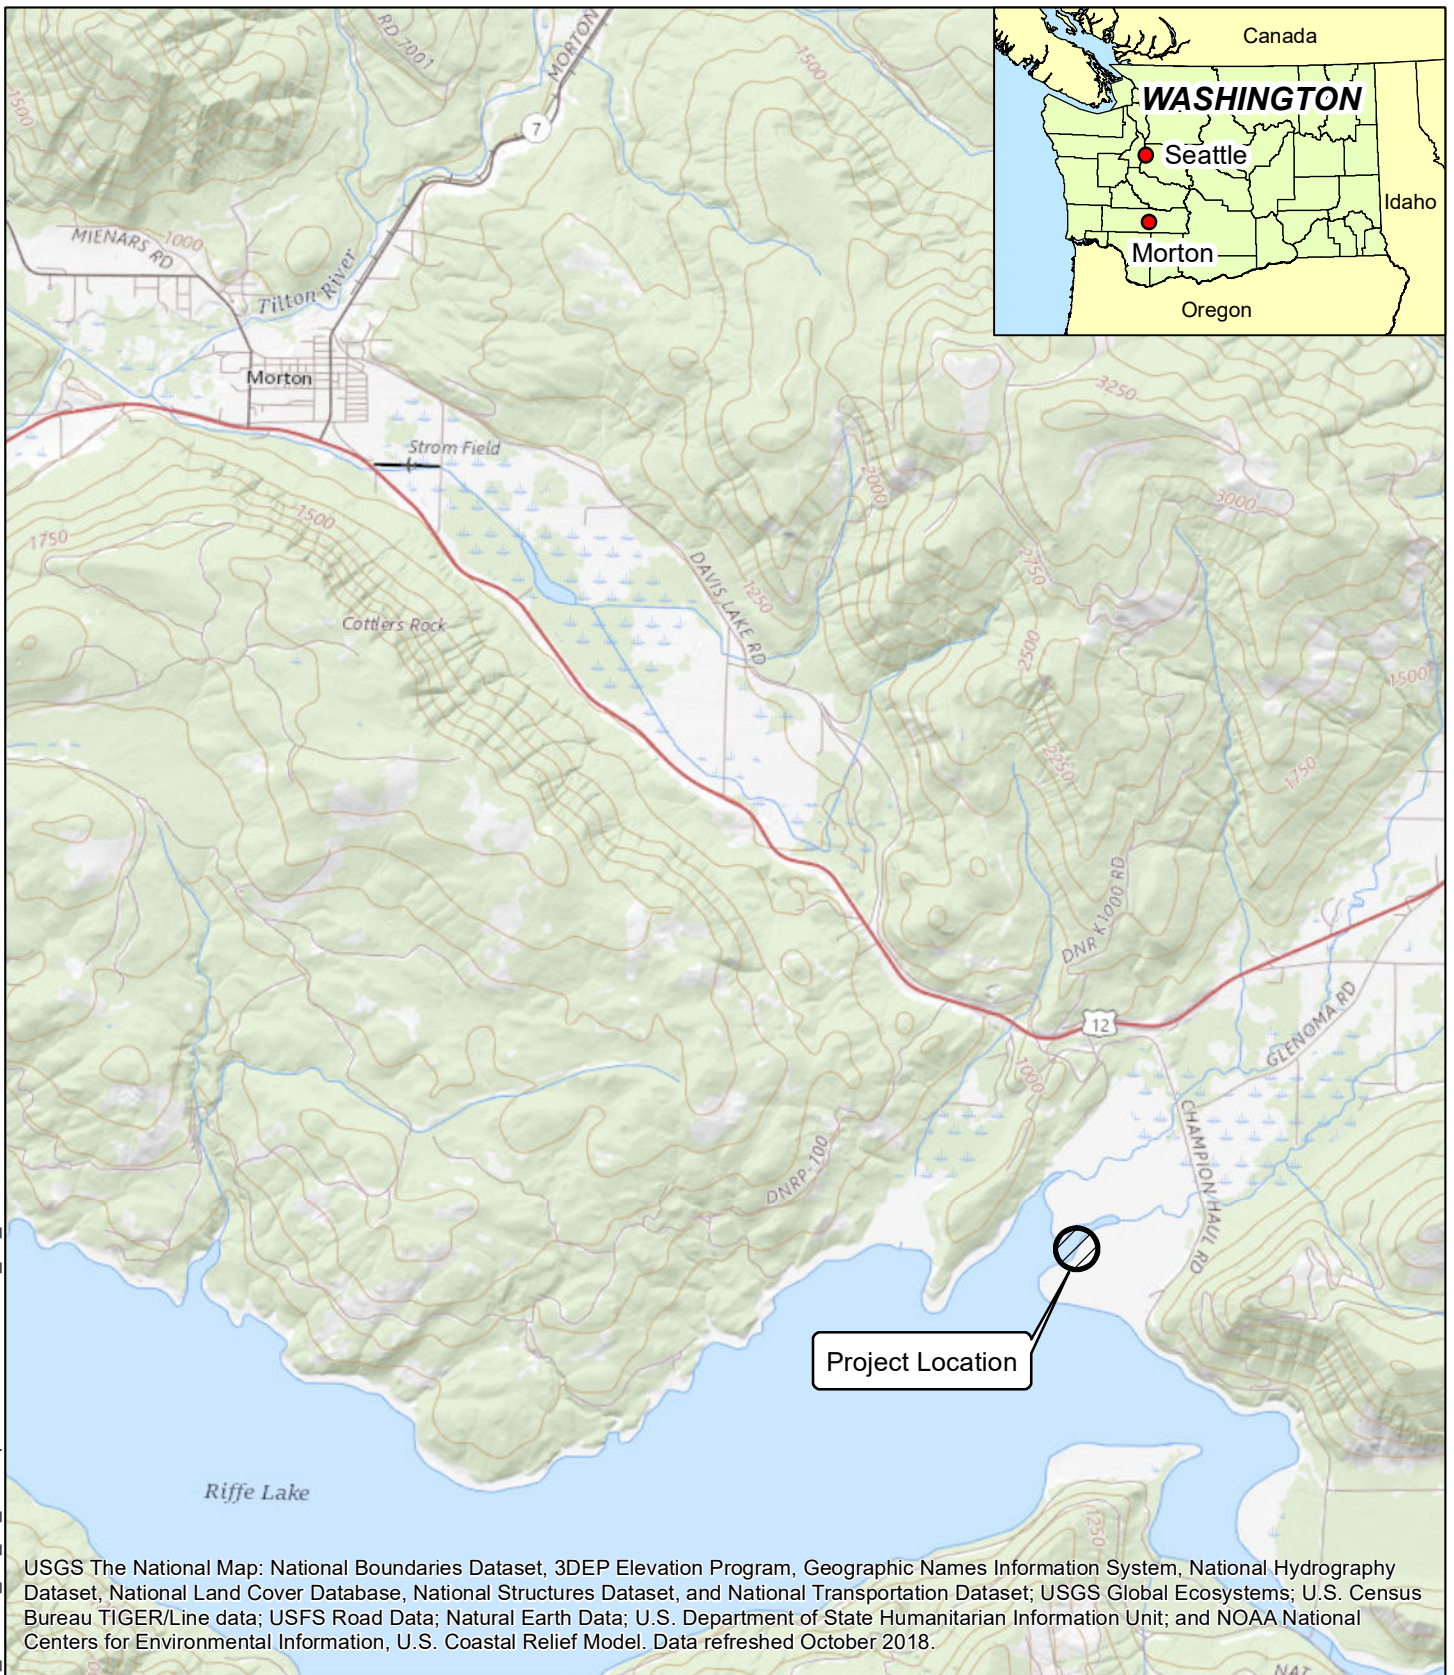 RD 7001
MORTON
1500
1500
7
Canada
WASHINGTON
Seattle
Idaho
Morton
Oregon
MIENARS RD
1000
Tilton River
Morton
3250
Strom Field
2000
3000
1500
1750
DAVIS LAKE RD
1250
2750
Cottlers Rock
2500
1500
2250
1750
DNR K1000 RD
12
GLENOMA RD
1000
CHAMPION HAUL RD
DNRP-100
Project Location
Riffe Lake
1250
USGS The National Map: National Boundaries Dataset, 3DEP Elevation Program, Geographic Names Information System, National Hydrography
Dataset, National Land Cover Database, National Structures Dataset, and National Transportation Dataset; USGS Global Ecosystems; U.S. Census
Bureau TIGER/Line data; USFS Road Data; Natural Earth Data; U.S. Department of State Humanitarian Information Unit; and NOAA National
Centers for Environmental Information, U.S. Coastal Relief Model. Data refreshed October 2018.